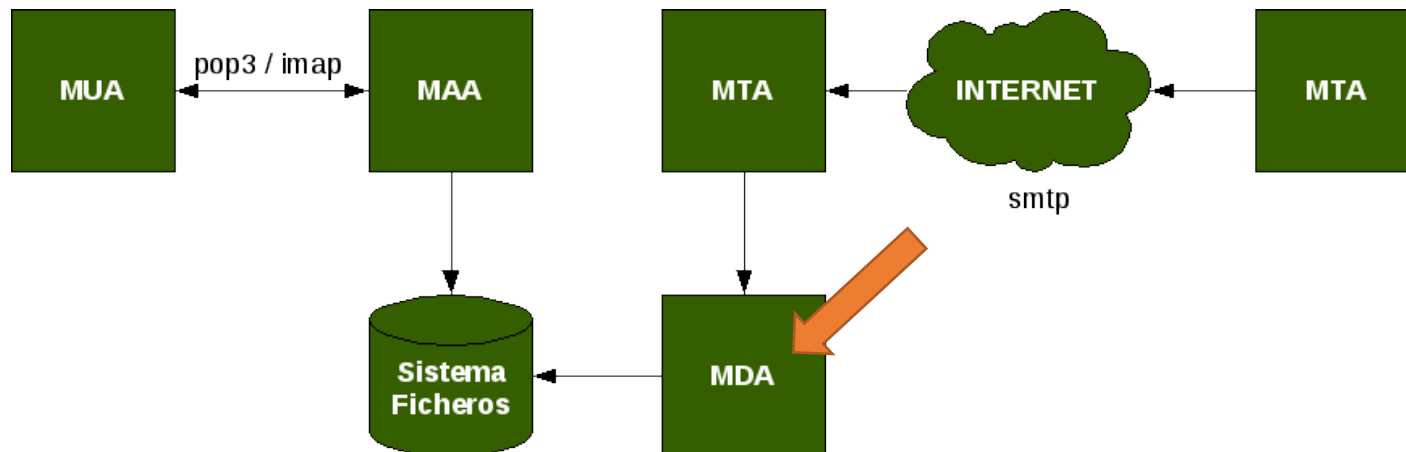 pop3 / imap
MUA
MAA
MTA
INTERNET
MTA
smtp
Sistema
Ficheros
MDA